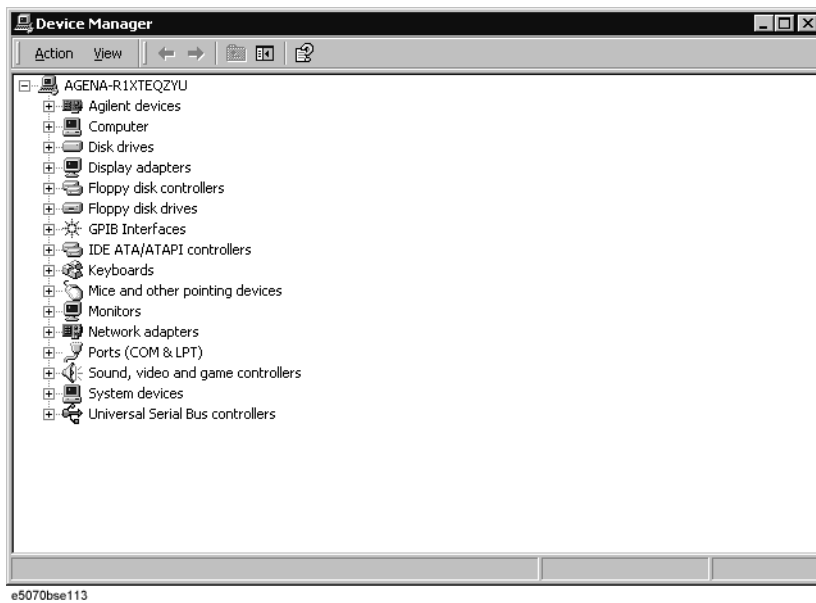 Device Manager
Action View
AGENA-R1XTEQZYU
Agilent devices
Computer
Disk drives
Display adapters
Floppy disk controllers
Floppy disk drives
GPIB Interfaces
IDE ATA/ATAPI controllers
Keyboards
Mice and other pointing devices
Monitors
Network adapters
Ports (COM & LPT)
Sound, video and game controllers
System devices
Universal Serial Bus controllers
e5070bse113